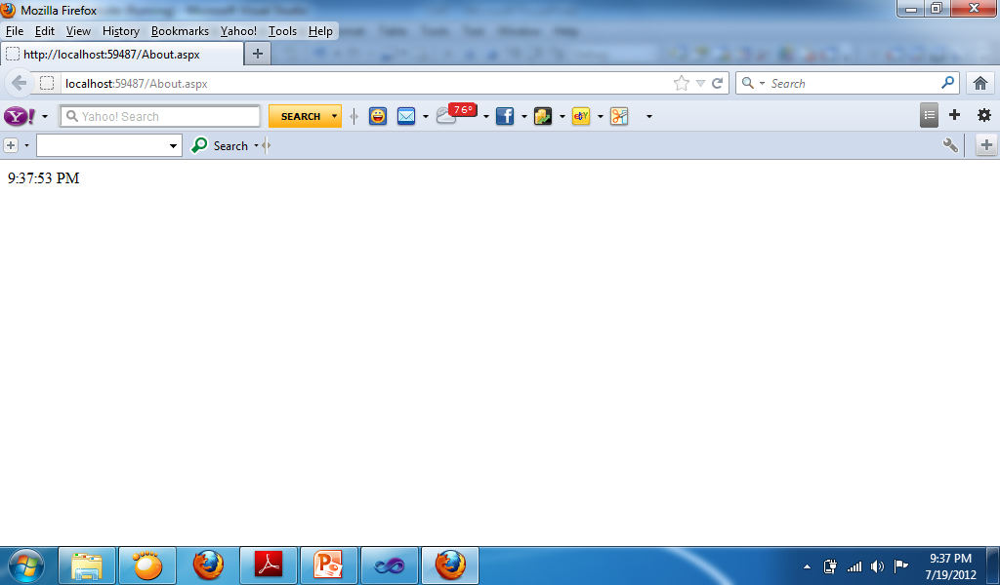 Mozilla Firefox
File Edit View History Bookmarks Yahoo! Tools Help
http://localhost:59487/About.aspx
localhost:59487/About.aspx
Search
Y!
Yahoo! Search
SEARCH
76°
f
Search
9:37:53 PM
9:37 PM
7/19/2012